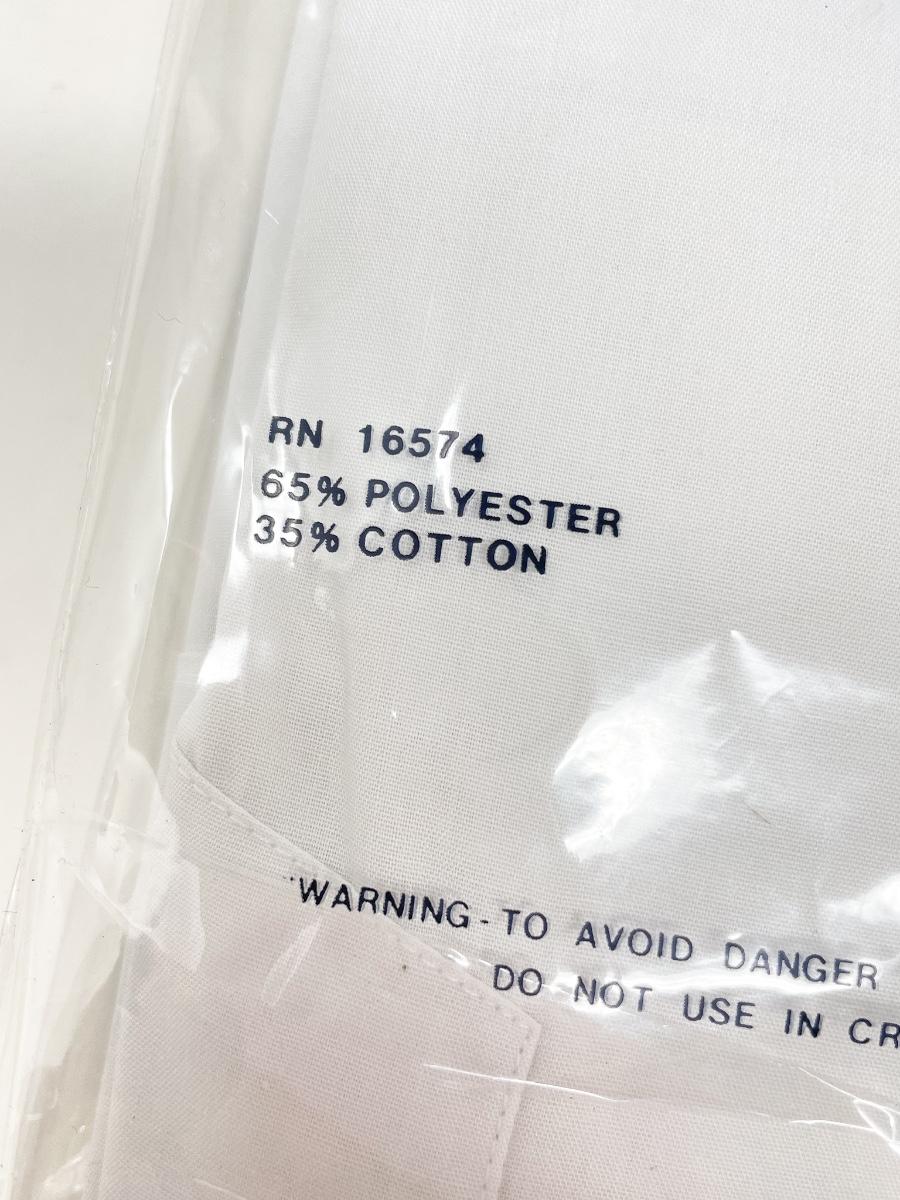 RN 16574
65% POLYESTER
35% COTTON
"WARNING - TO AVOID DANGER
DO NOT USE IN